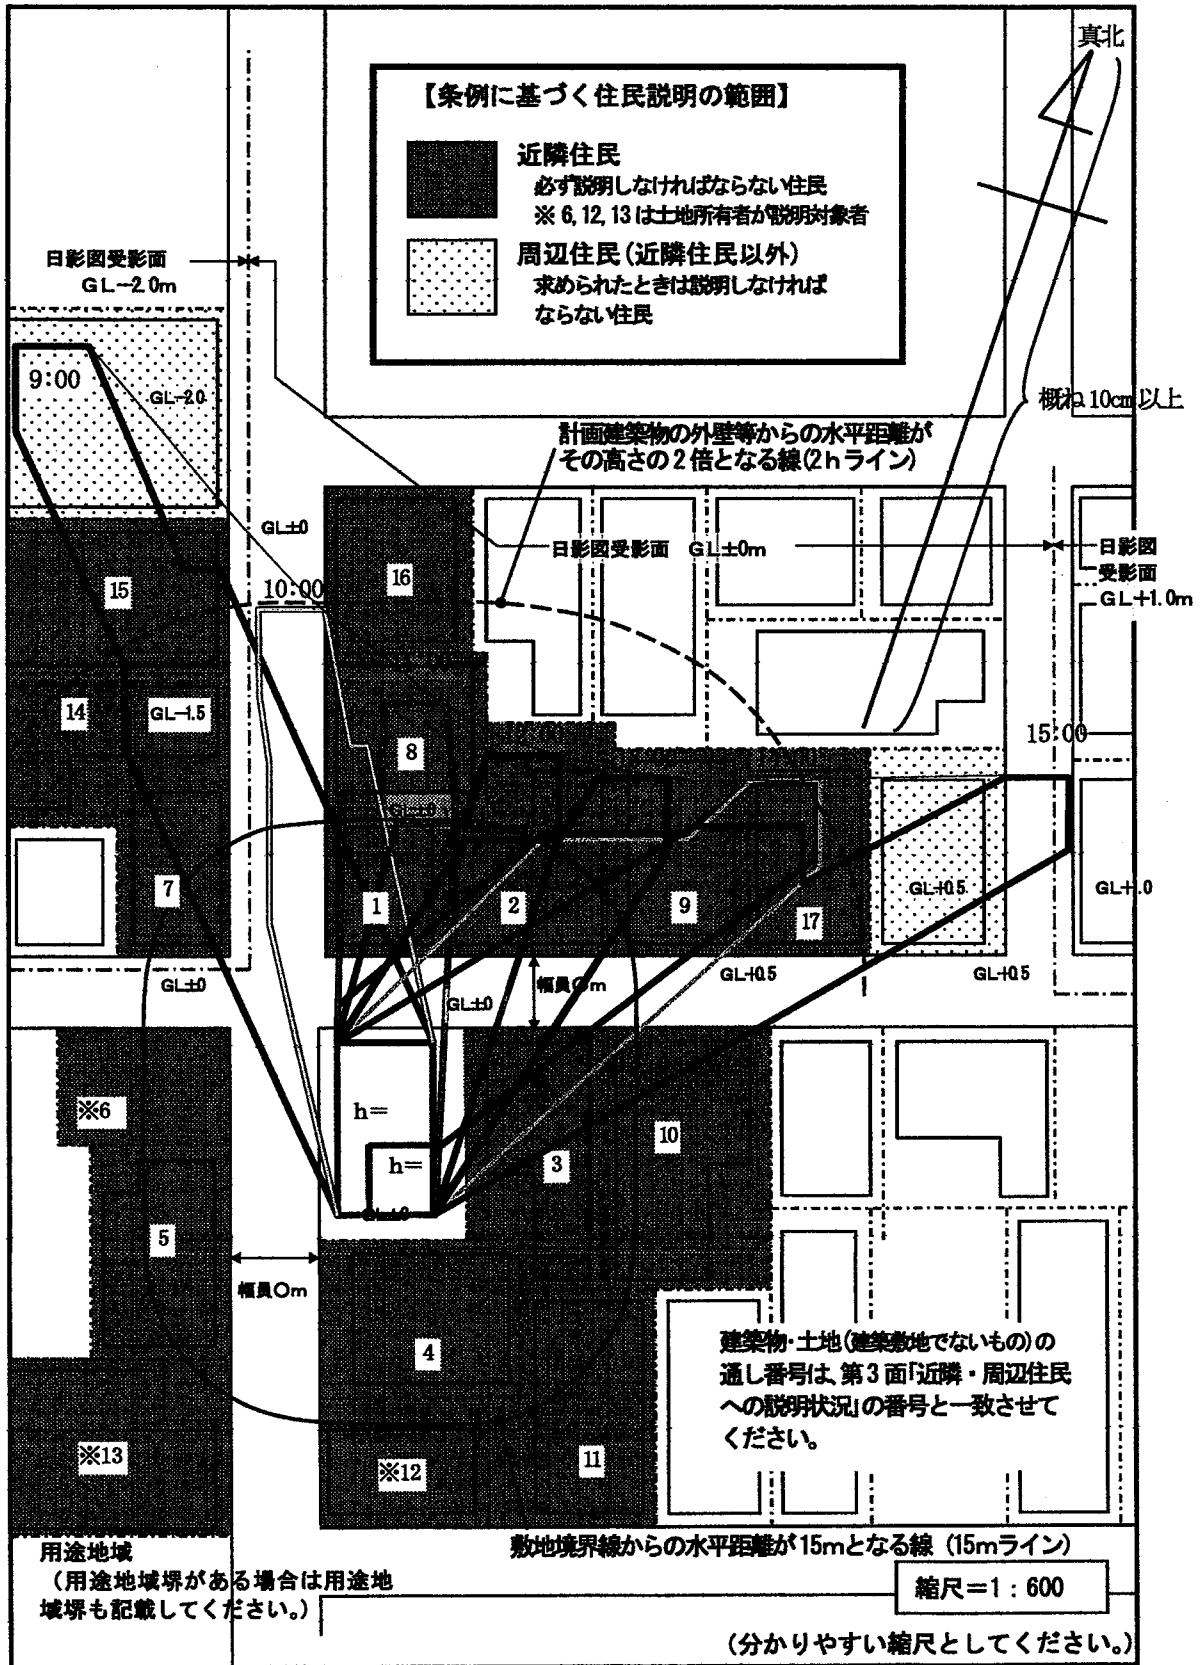 真北
【条例に基づく住民説明の範囲】
近隣住民
必ず説明しなければならない住民
※ 6, 12, 13 は土地所有者が説明対象者
周辺住民(近隣住民以外)
求められたときは説明しなければ
ならない住民
日影図受影面
GL-2.0m
9:00
GL-2.0
概ね10cm以上
計画建築物の外壁等からの水平距離が
その高さの2倍となる線(2hライン)
GL±0
日影図受影面 GL±0m
日影図
受影面
GL+1.0m
15
10:00
16
14
GL-1.5
8
12:00
15:00
7
1
2
9
17
GL+0.5
GL+1.0
GL±0
GL±0
幅員〇m
GL+0.5
GL+0.5
※6
h=
h=
3
10
5
幅員〇m
4
建築物・土地(建築敷地でないもの)の
通し番号は、第3面「近隣・周辺住民
への説明状況」の番号と一致させて
ください。
※13
※12
11
用途地域
(用途地域堺がある場合は用途地
域堺も記載してください。)
敷地境界線からの水平距離が15mとなる線 (15mライン)
縮尺=1:600
(分かりやすい縮尺としてください。)